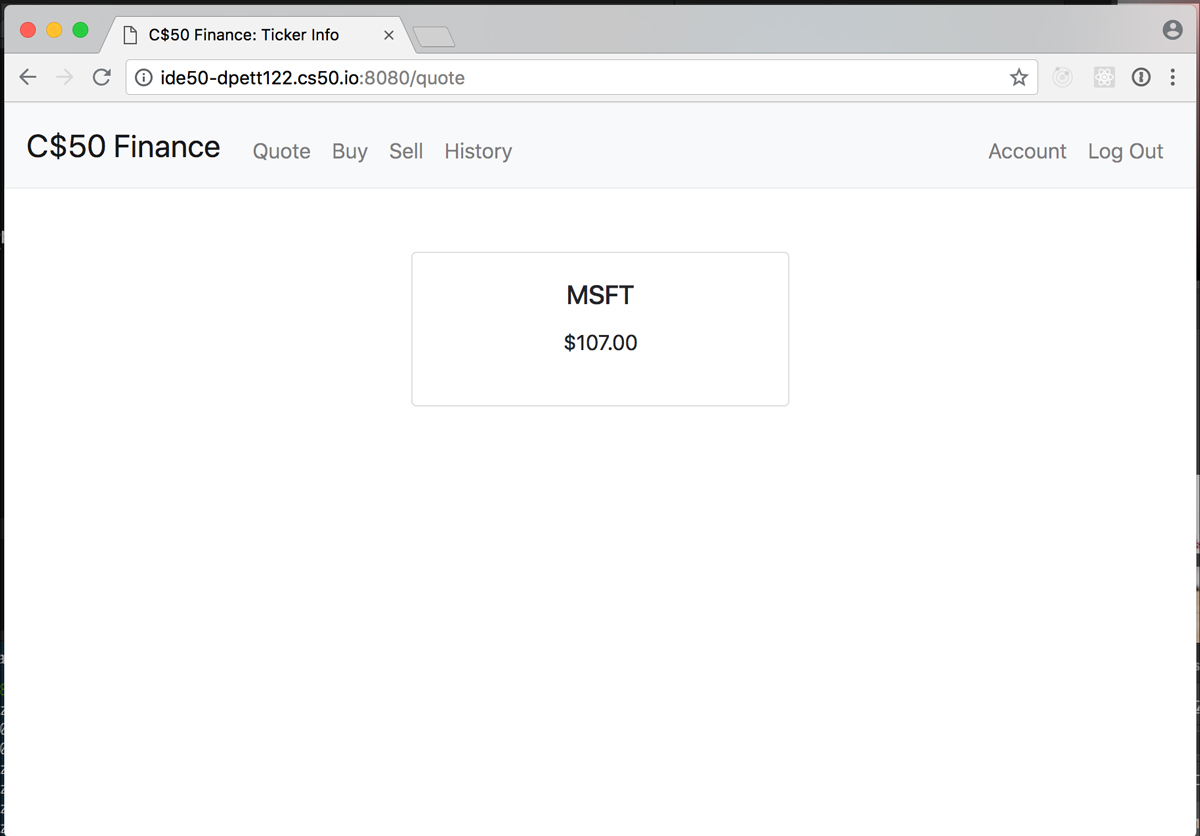 C$50 Finance: Ticker Info
ide50-dpett122.cs50.io:8080/quote
C$50 Finance Quote Buy Sell History Account Log Out
MSFT
$107.00